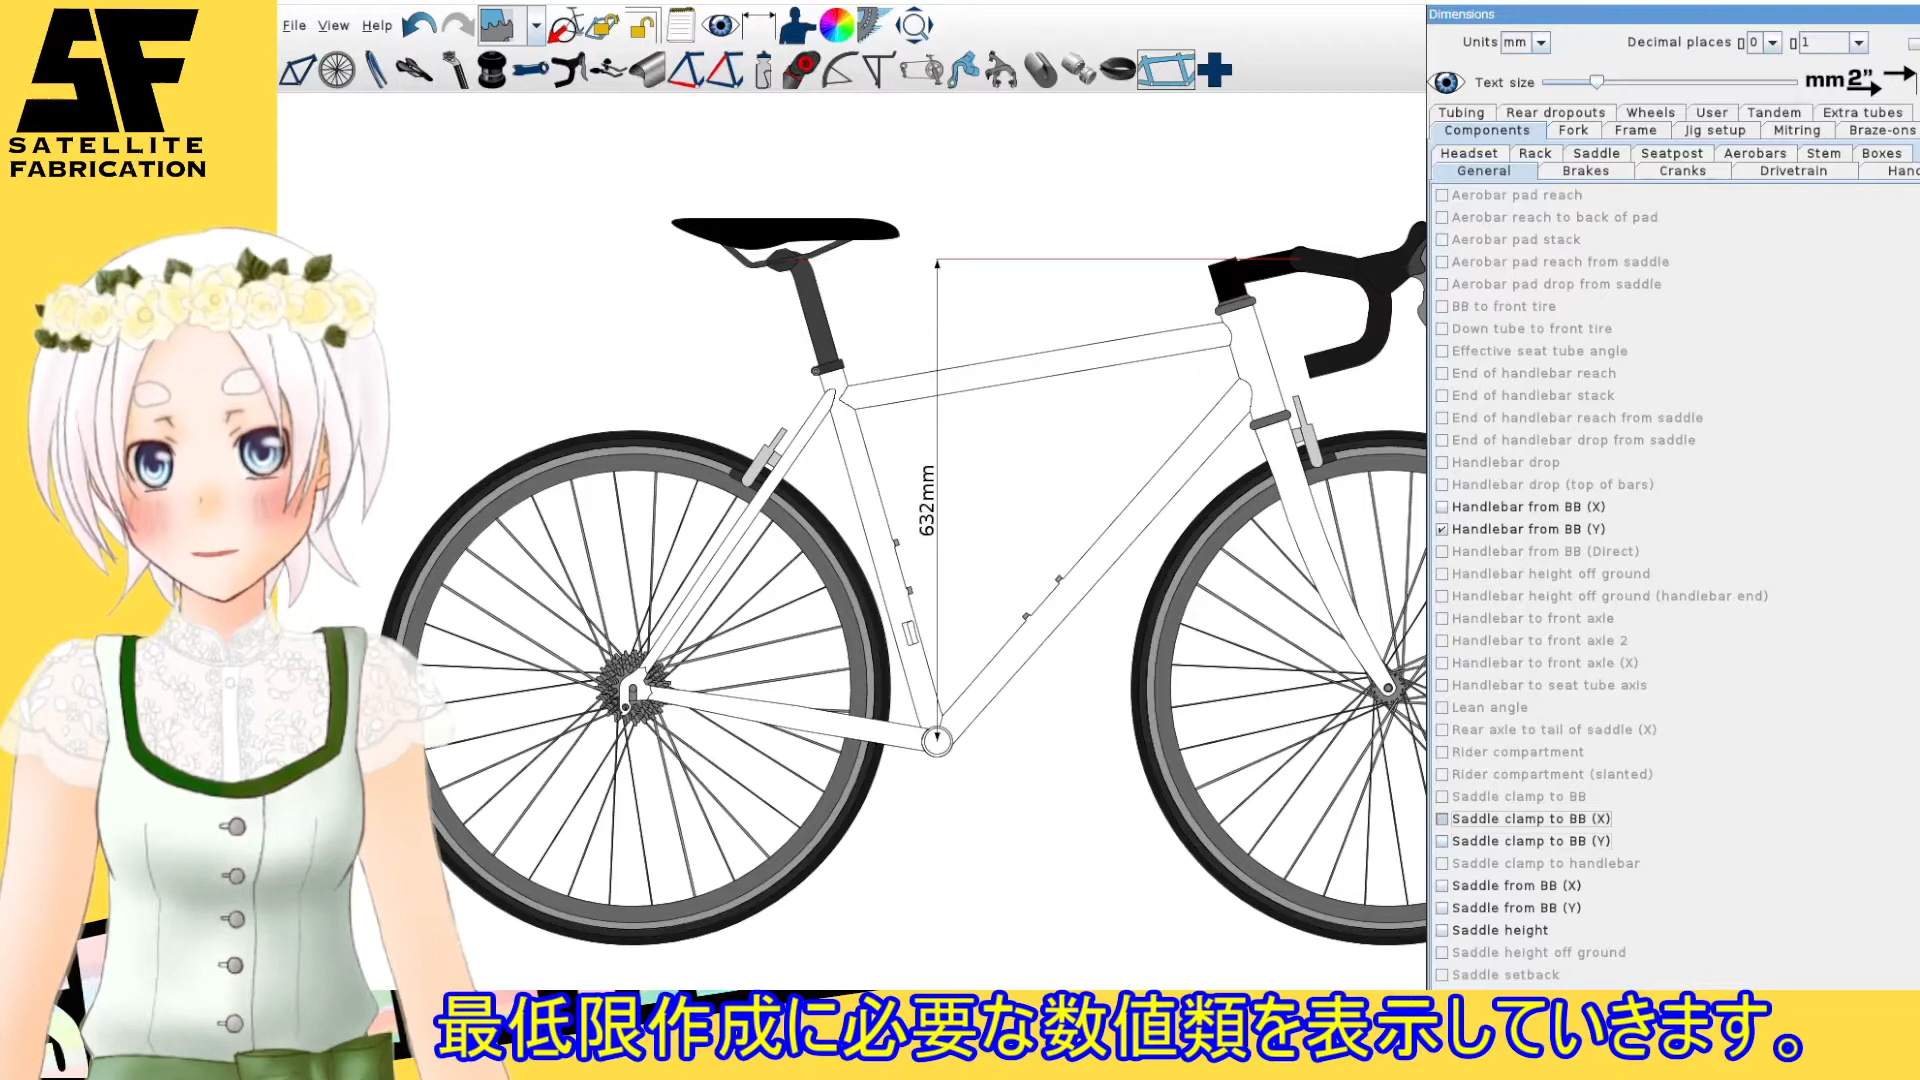 SF
SATELLITE
FABRICATION
File View Help
632mm
Dimensions
Units mm Decimal places 0 1
Text size mm 2"
Tubing Rear dropouts Wheels User Tandem Extra tubes
Components Fork Frame Jig setup Mitring Braze-ons
Headset Rack Saddle Seatpost Aerobars Stem Boxes
General Brakes Cranks Drivetrain Hand
Aerobar pad reach
Aerobar reach to back of pad
Aerobar pad stack
Aerobar pad reach from saddle
Aerobar pad drop from saddle
BB to front tire
Down tube to front tire
Effective seat tube angle
End of handlebar reach
End of handlebar stack
End of handlebar reach from saddle
End of handlebar drop from saddle
Handlebar drop
Handlebar drop (top of bars)
Handlebar from BB (X)
Handlebar from BB (Y)
Handlebar from BB (Direct)
Handlebar height off ground
Handlebar height off ground (handlebar end)
Handlebar to front axle
Handlebar to front axle 2
Handlebar to front axle (X)
Handlebar to seat tube axis
Lean angle
Rear axle to tail of saddle (X)
Rider compartment
Rider compartment (slanted)
Saddle clamp to BB
Saddle clamp to BB (X)
Saddle clamp to BB (Y)
Saddle clamp to handlebar
Saddle from BB (X)
Saddle from BB (Y)
Saddle height
Saddle height off ground
Saddle setback
最低限作成に必要な数値類を表示していきます。